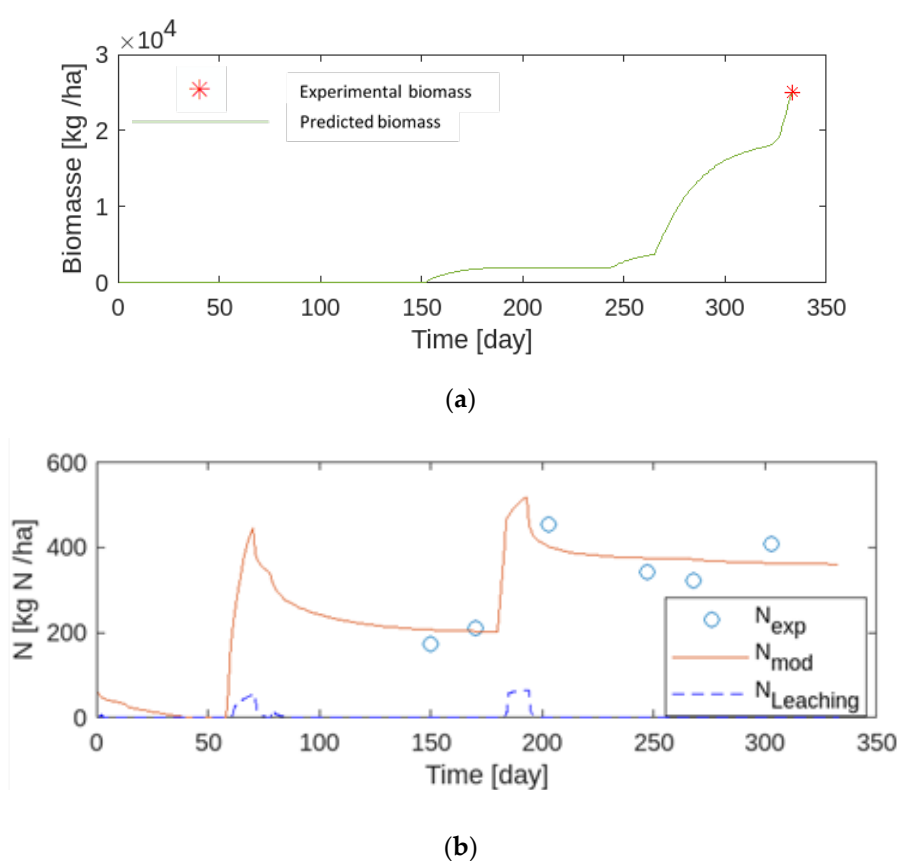 ×10⁴
3
2
1
0
Biomasse [kg /ha]
Experimental biomass
Predicted biomass
0 50 100 150 200 250 300 350
Time [day]
(a)
600
400
200
0
N [kg N /ha]
N_exp
N_mod
N_Leaching
0 50 100 150 200 250 300 350
Time [day]
(b)